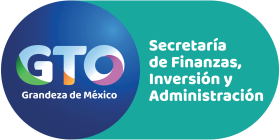 GTO
Grandeza de México
Secretaría
de Finanzas,
Inversión y
Administración